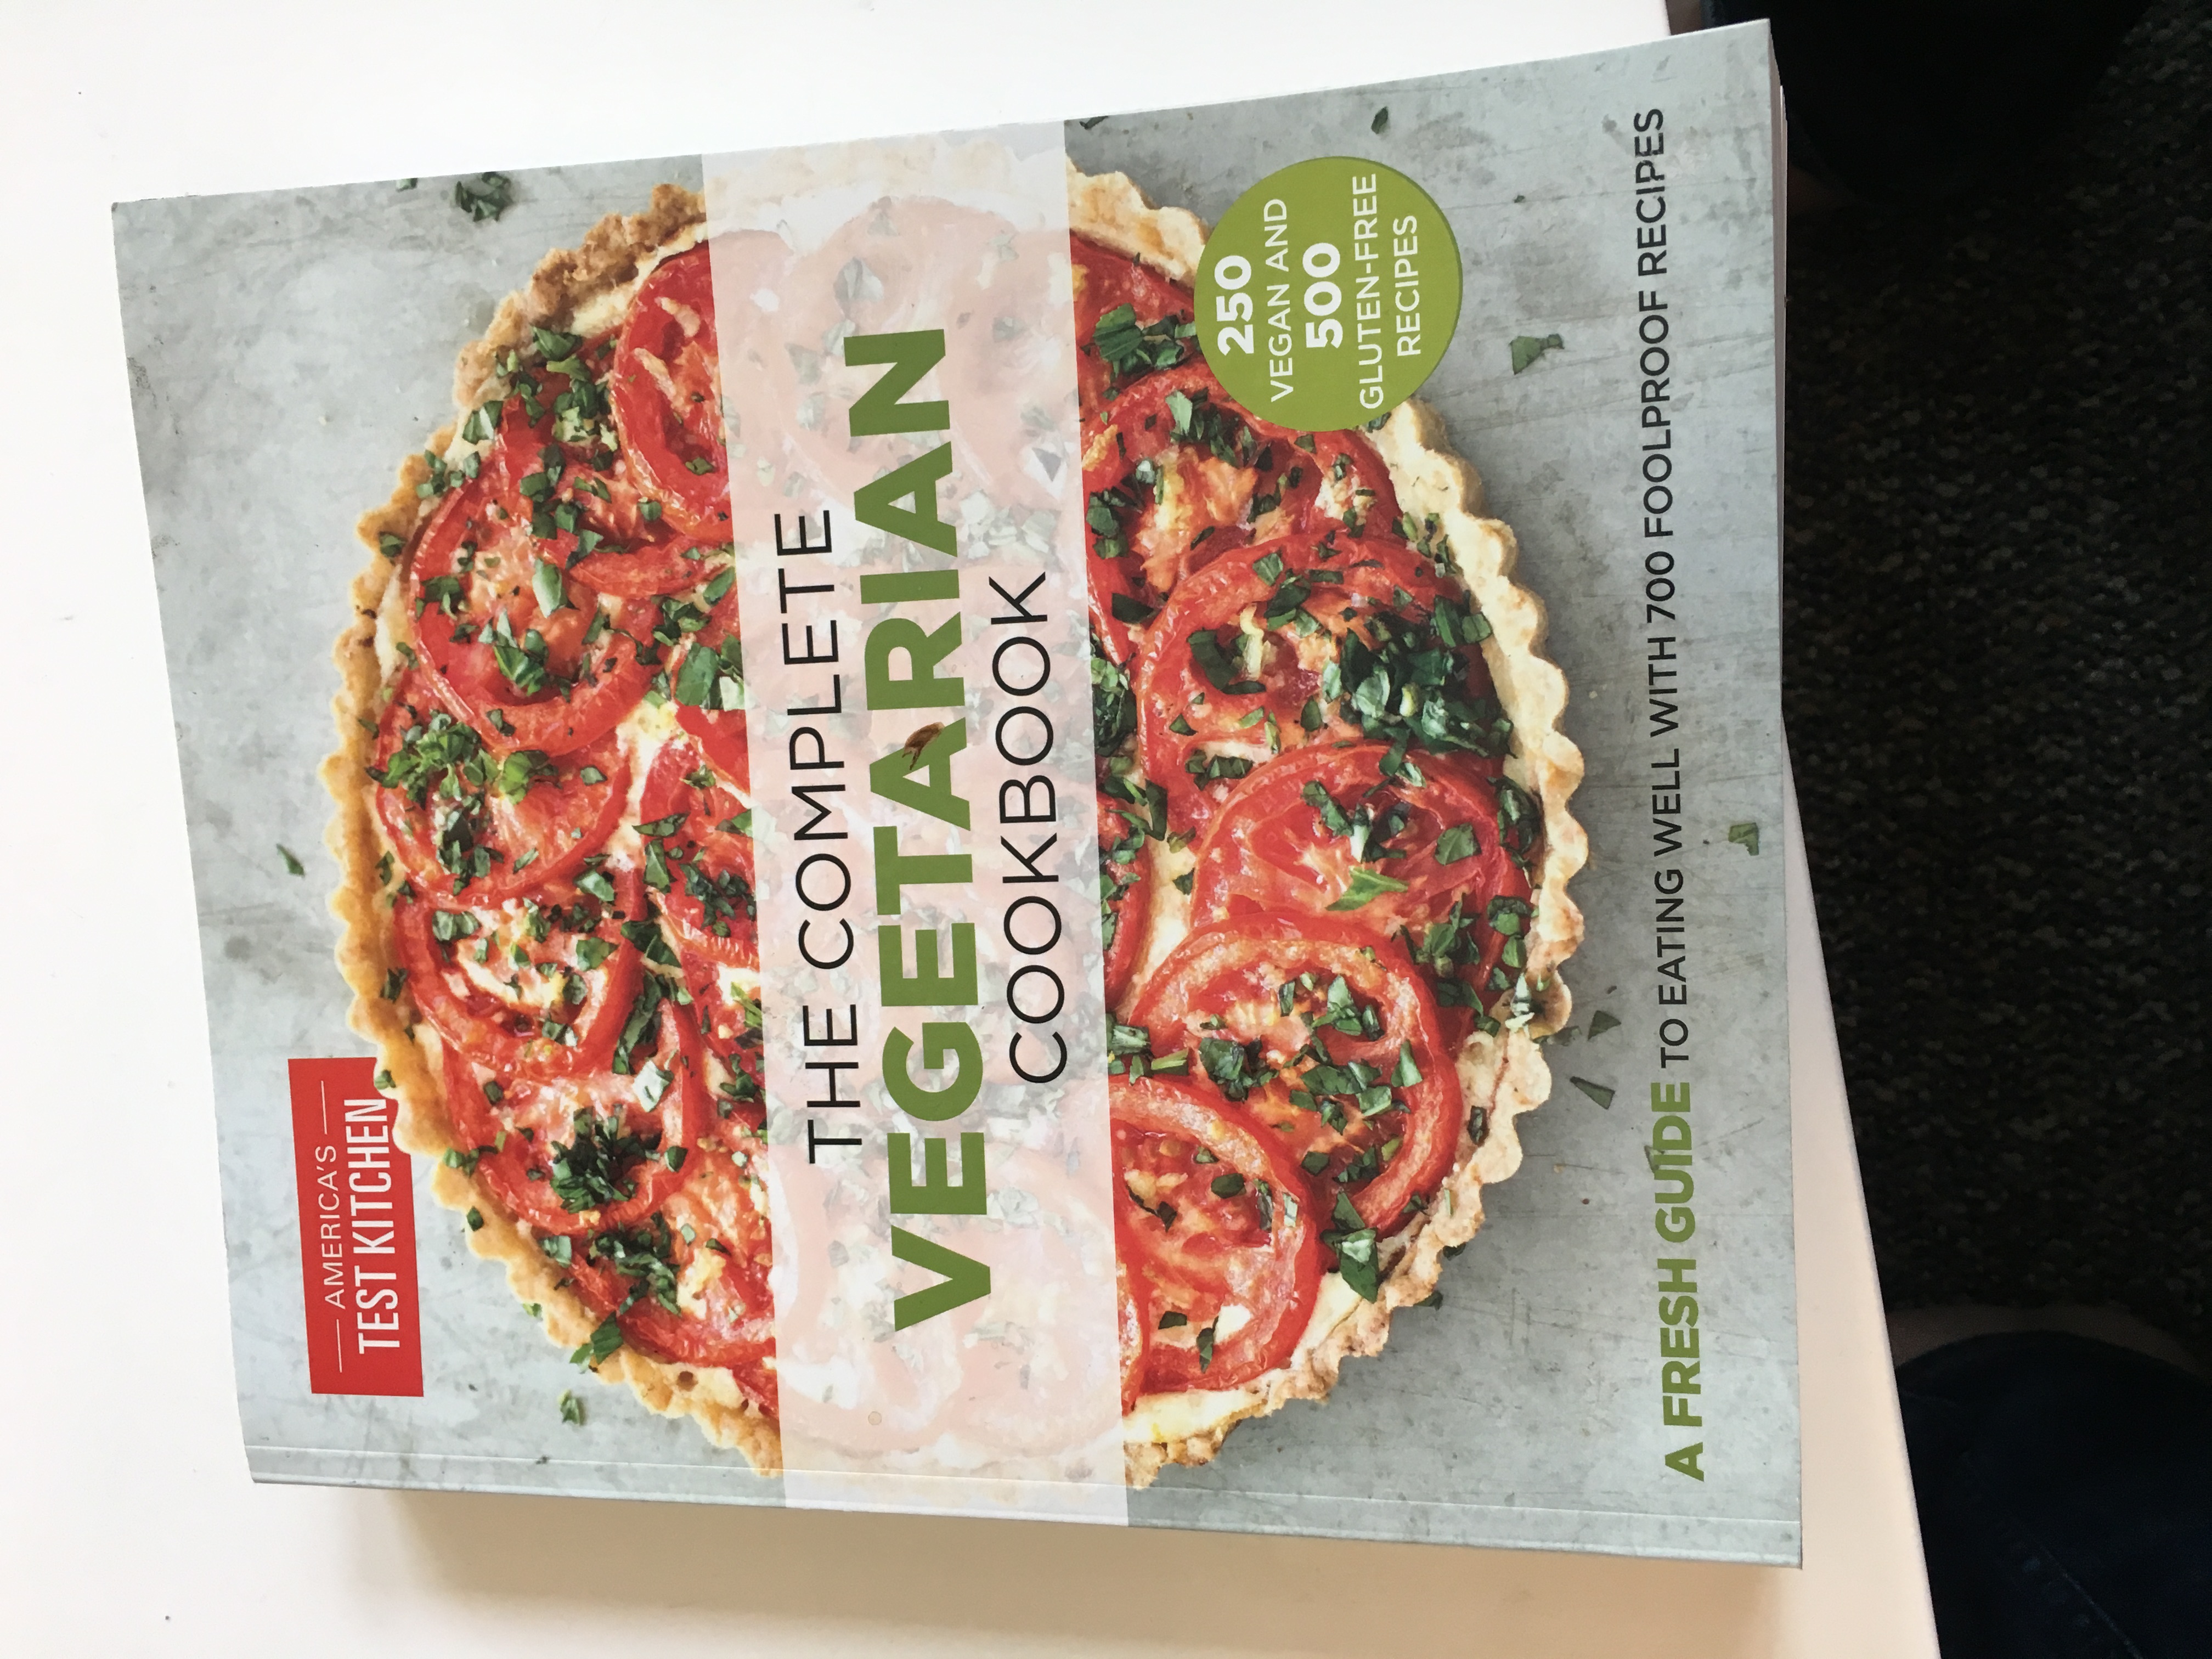 AMERICA'S
TEST KITCHEN
THE COMPLETE
VEGETARIAN
COOKBOOK
250
VEGAN AND
500
GLUTEN-FREE
RECIPES
A FRESH GUIDE TO EATING WELL WITH 700 FOOLPROOF RECIPES